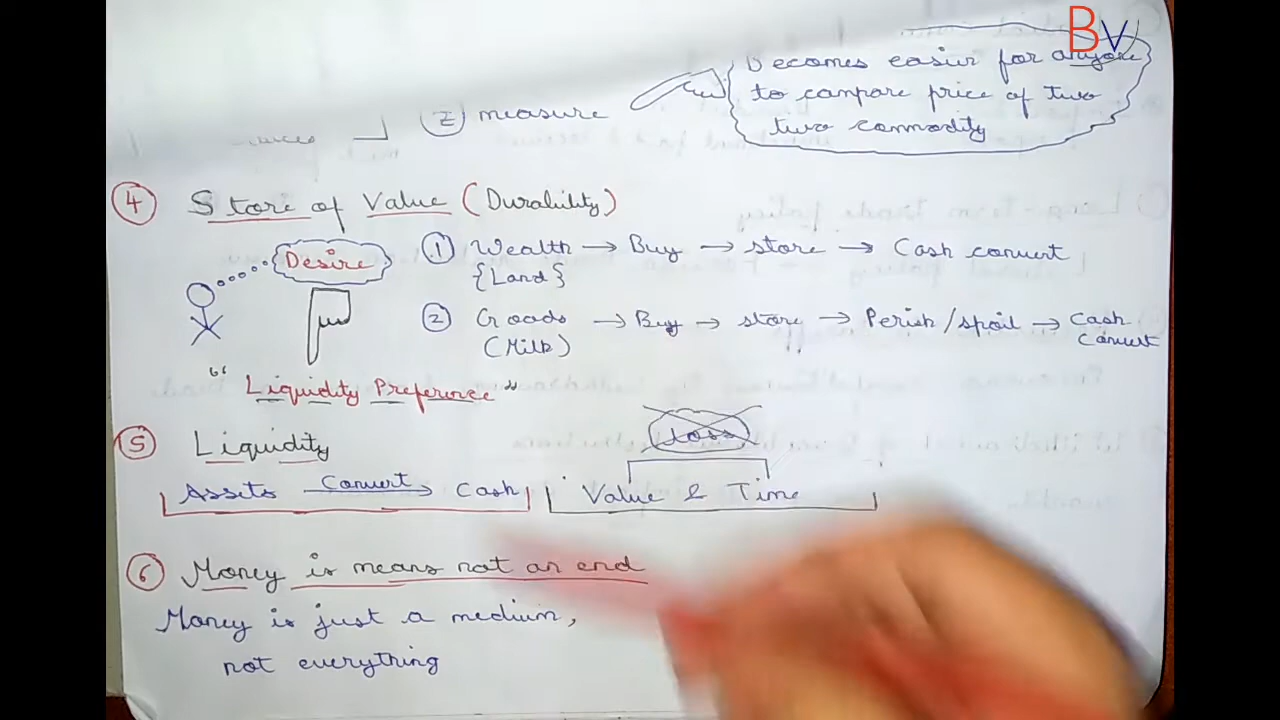 BV
Becomes easier for anyone
to compare price of two
two commodity
② measure
④ Store of Value (Durability)
Desire
① Wealth → Buy → store → Cash convert
{Land}
② Goods → Buy → store → Perish/spoil → Cash convert
(Milk)
"Liquidity Preference"
⑤ Liquidity
Loss
Assets Convert → Cash Value & Time
⑥ Money is means not an end
Money is just a medium,
not everything